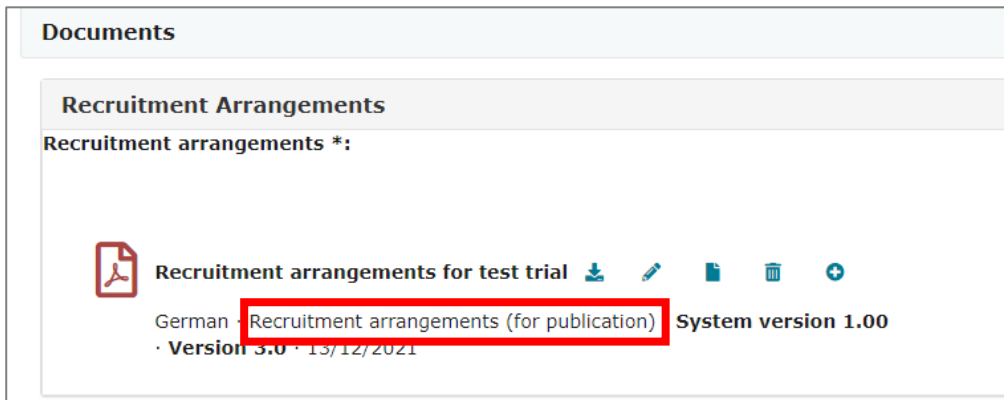 Documents
Recruitment Arrangements
Recruitment arrangements *:
Recruitment arrangements for test trial
German · Recruitment arrangements (for publication) System version 1.00
· Version 3.0 · 13/12/2021